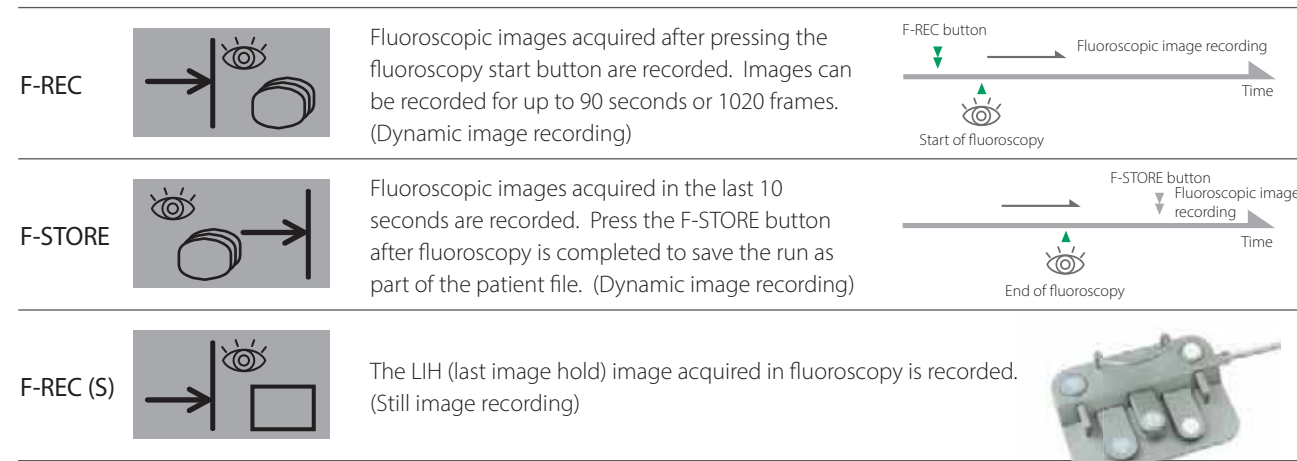 F-REC
Fluoroscopic images acquired after pressing the
fluoroscopy start button are recorded. Images can
be recorded for up to 90 seconds or 1020 frames.
(Dynamic image recording)
F-REC button
Fluoroscopic image recording
Time
Start of fluoroscopy
F-STORE
Fluoroscopic images acquired in the last 10
seconds are recorded. Press the F-STORE button
after fluoroscopy is completed to save the run as
part of the patient file. (Dynamic image recording)
F-STORE button
Fluoroscopic image
recording
Time
End of fluoroscopy
F-REC (S)
The LIH (last image hold) image acquired in fluoroscopy is recorded.
(Still image recording)